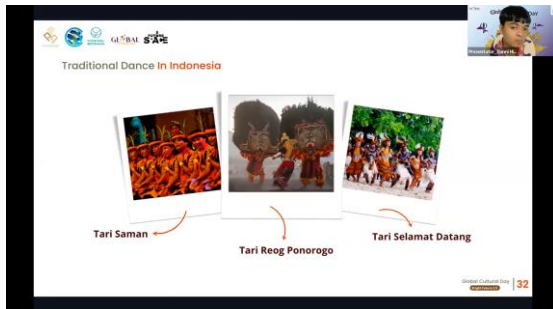 GLOBAL
Traditional Dance In Indonesia
Tari Saman
Tari Reog Ponorogo
Tari Selamat Datang
Global Cultural Day
32